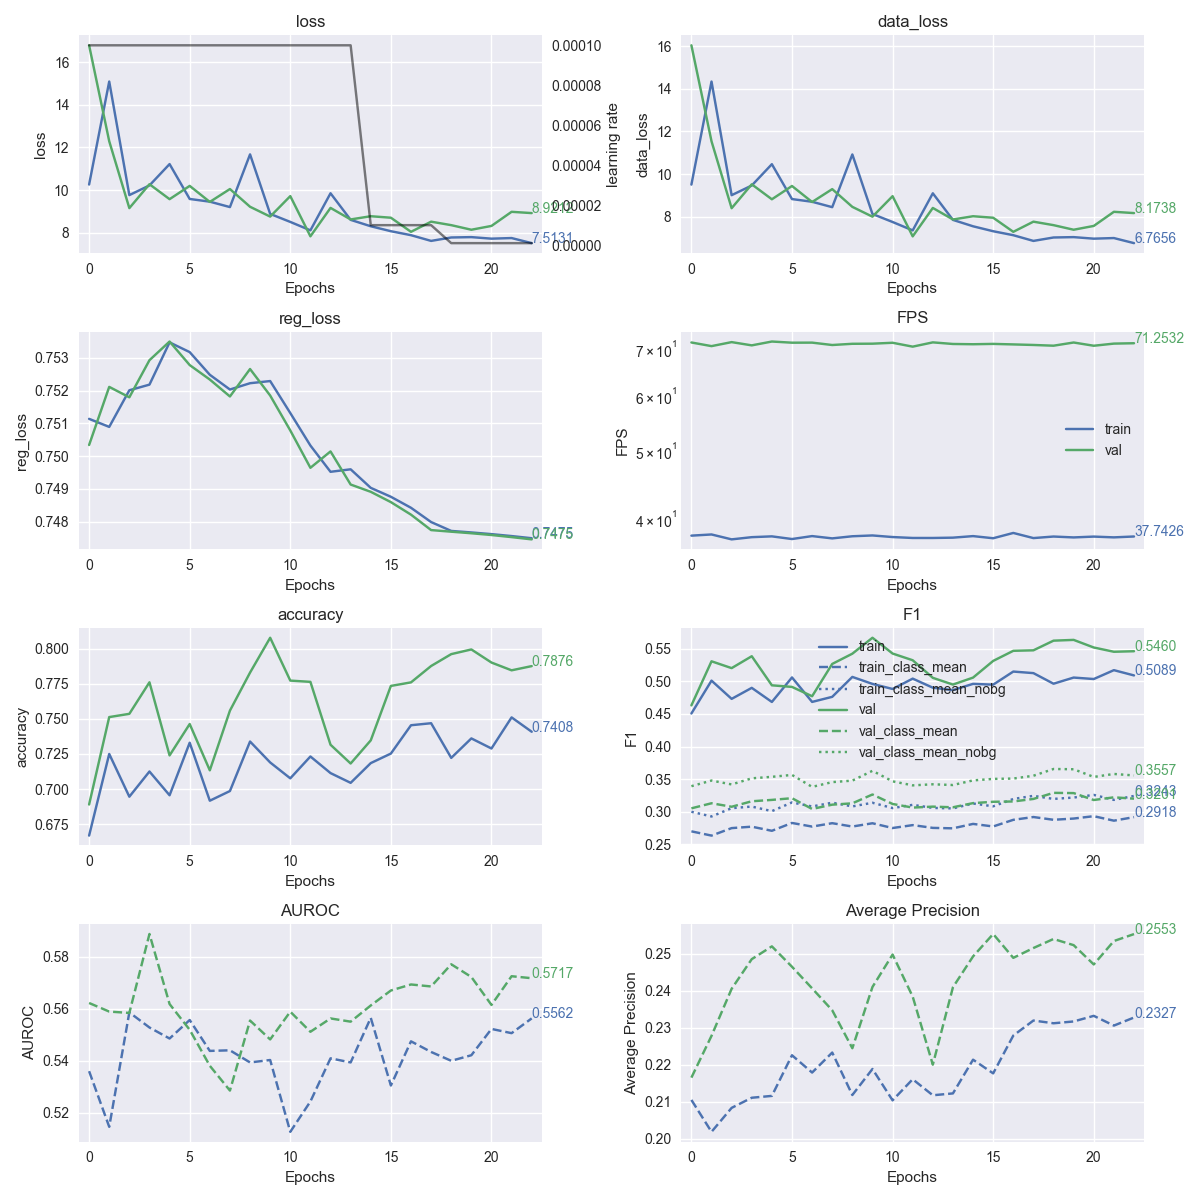 loss
16
14
12
10
8
loss
0.00010
0.00008
0.00006
0.00004
0.00002
0.00000
learning rate
8.9212
7.5131
0 5 10 15 20
Epochs
data_loss
16
14
12
10
8
data_loss
8.1738
6.7656
0 5 10 15 20
Epochs
reg_loss
0.753
0.752
0.751
0.750
0.749
0.748
reg_loss
0.7475
0 5 10 15 20
Epochs
FPS
7 × 10¹
6 × 10¹
5 × 10¹
4 × 10¹
FPS
71.2532
train
val
37.7426
0 5 10 15 20
Epochs
accuracy
0.800
0.775
0.750
0.725
0.700
0.675
accuracy
0.7876
0.7408
0 5 10 15 20
Epochs
F1
0.55
0.50
0.45
0.40
0.35
0.30
0.25
F1
train
train_class_mean
train_class_mean_nobg
val
val_class_mean
val_class_mean_nobg
0.5460
0.5089
0.3557
0.3243
0.2918
0 5 10 15 20
Epochs
AUROC
0.58
0.56
0.54
0.52
AUROC
0.5717
0.5562
0 5 10 15 20
Epochs
Average Precision
0.25
0.24
0.23
0.22
0.21
0.20
Average Precision
0.2553
0.2327
0 5 10 15 20
Epochs